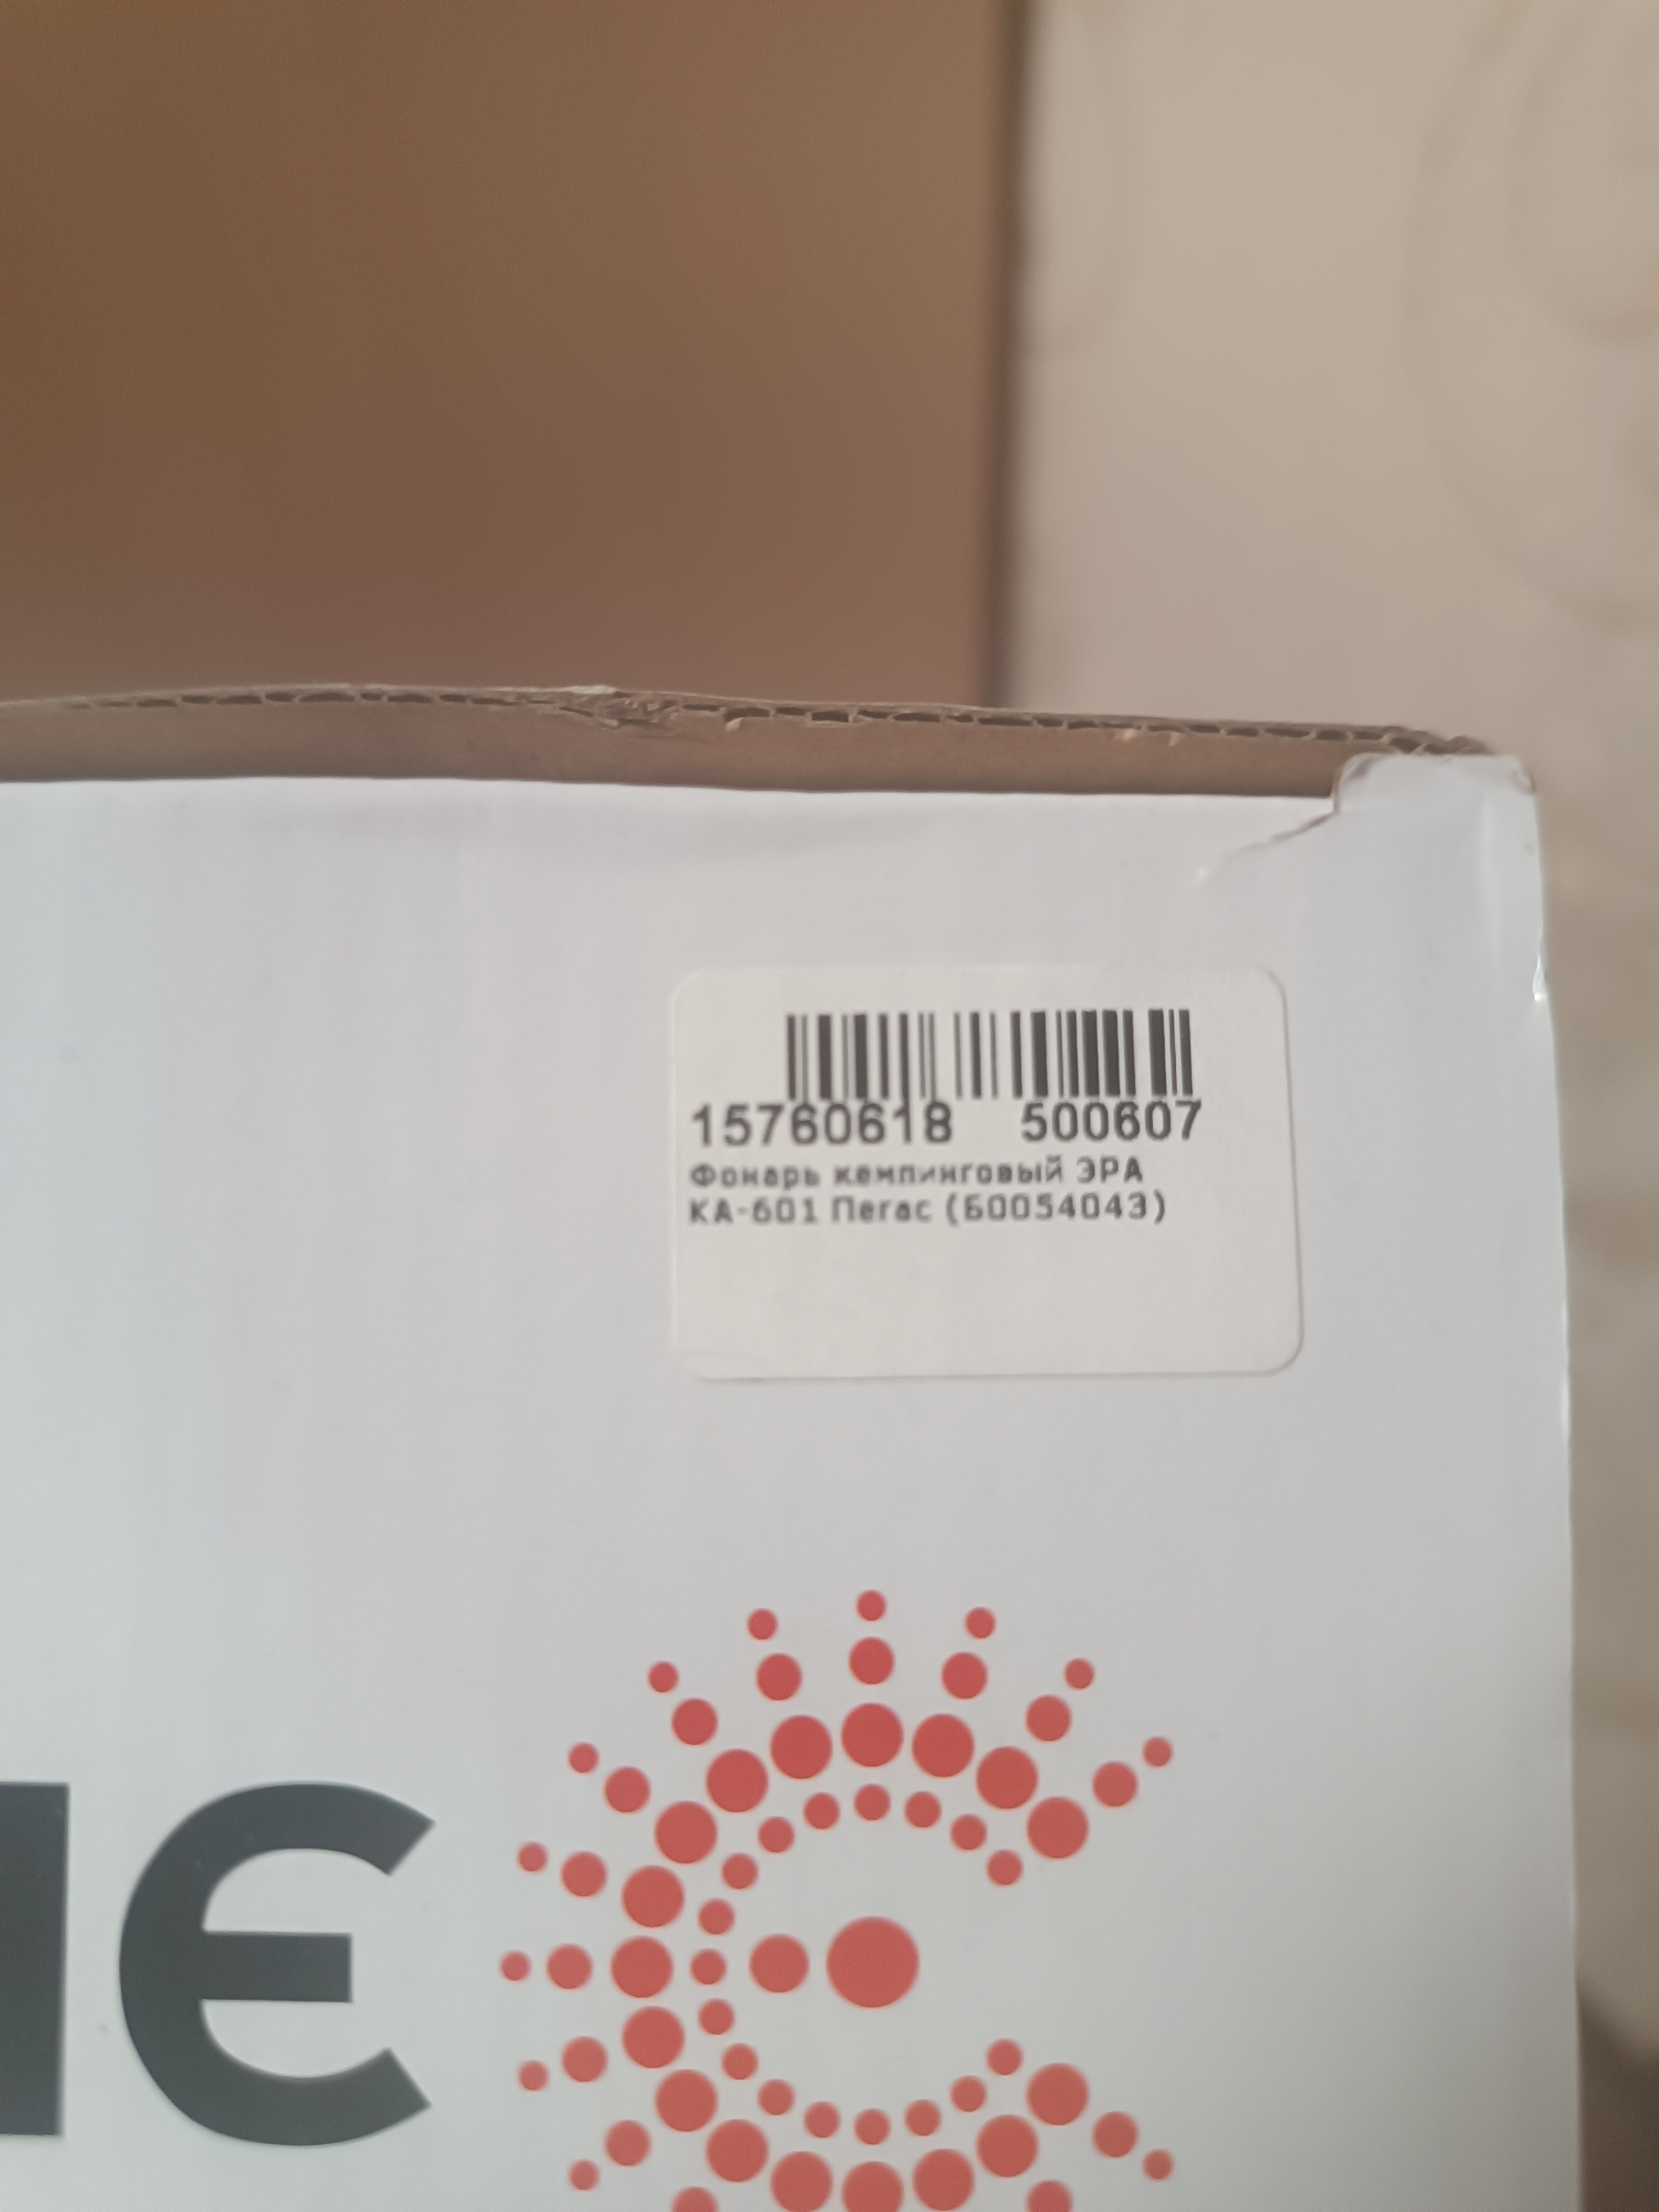 15760618 500607
Фонарь кемпинговый ЭРА
КА-601 Пегас (Б0054043)